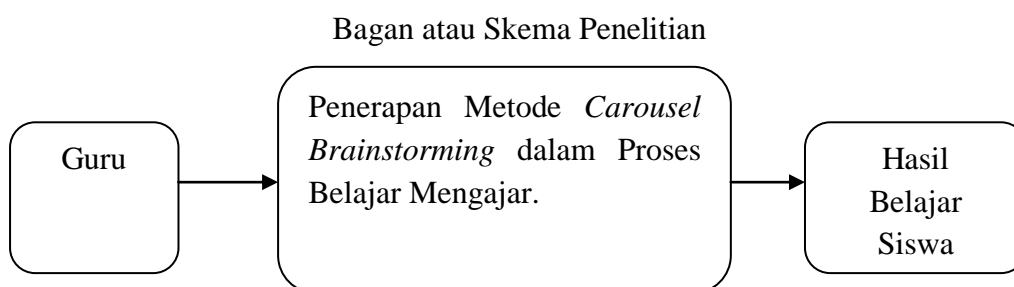 Bagan atau Skema Penelitian
Guru
Penerapan Metode Carousel
Brainstorming dalam Proses
Belajar Mengajar.
Hasil
Belajar
Siswa